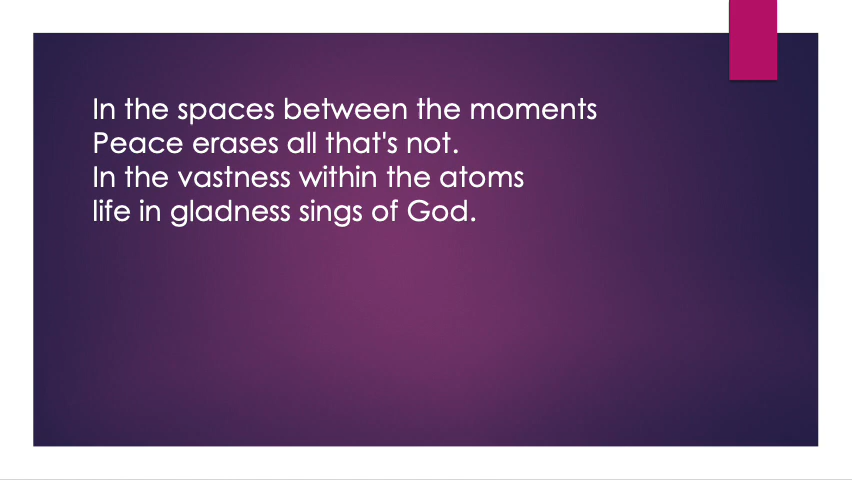 In the spaces between the moments
Peace erases all that's not.
In the vastness within the atoms
life in gladness sings of God.